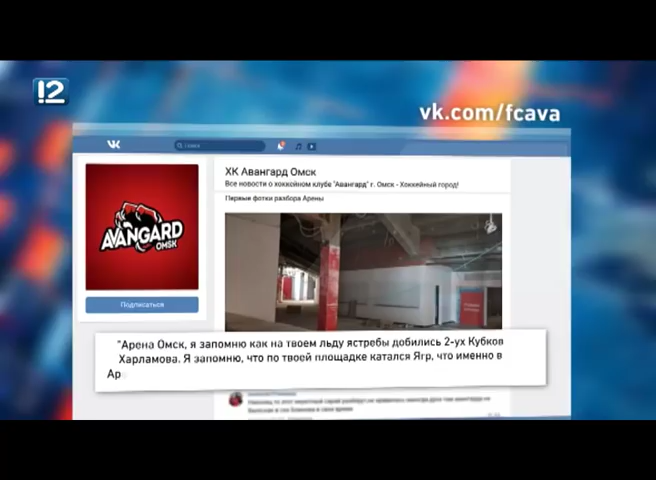 12
vk.com/fcava
Поиск
ХК Авангард Омск
Все новости о хоккейном клубе "Авангард" г. Омск - Хоккейный город!
Первые фотки разбора Арены
AVANGARD
OMSK
Подписаться
"Арена Омск, я запомню как на твоем льду ястребы добились 2-ух Кубков
Харламова. Я запомню, что по твоей площадке катался Ягр, что именно в
Ар